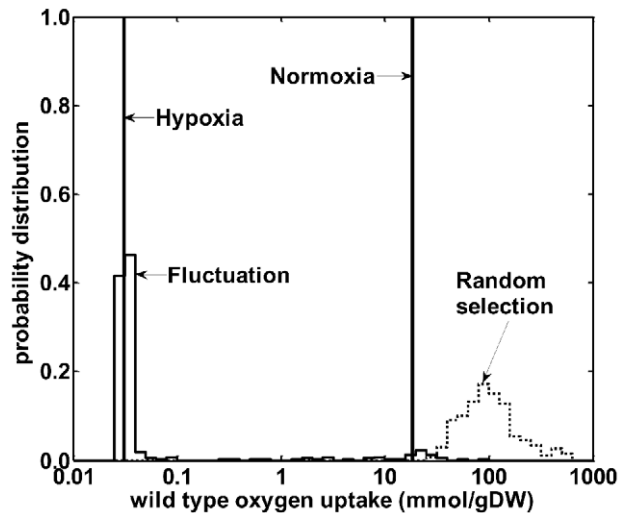 1.0
0.8
0.6
0.4
0.2
0.0
probability distribution
Hypoxia
Normoxia
Fluctuation
Random
selection
0.01 0.1 1 10 100 1000
wild type oxygen uptake (mmol/gDW)